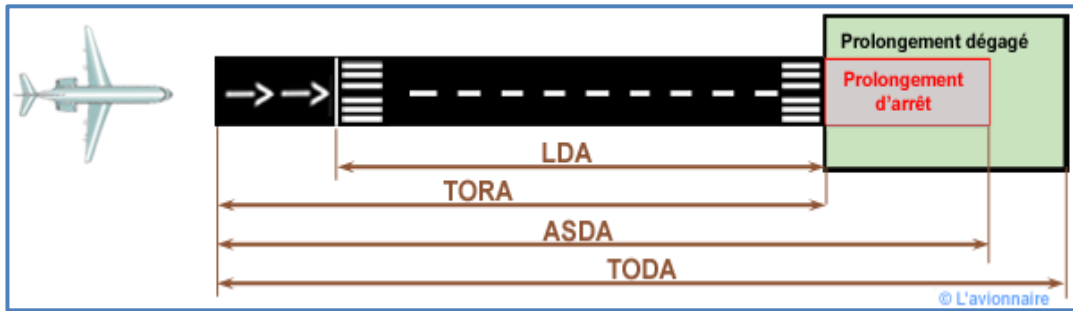 Prolongement dégagé
Prolongement
d'arrêt
LDA
TORA
ASDA
TODA
© L'avionnaire